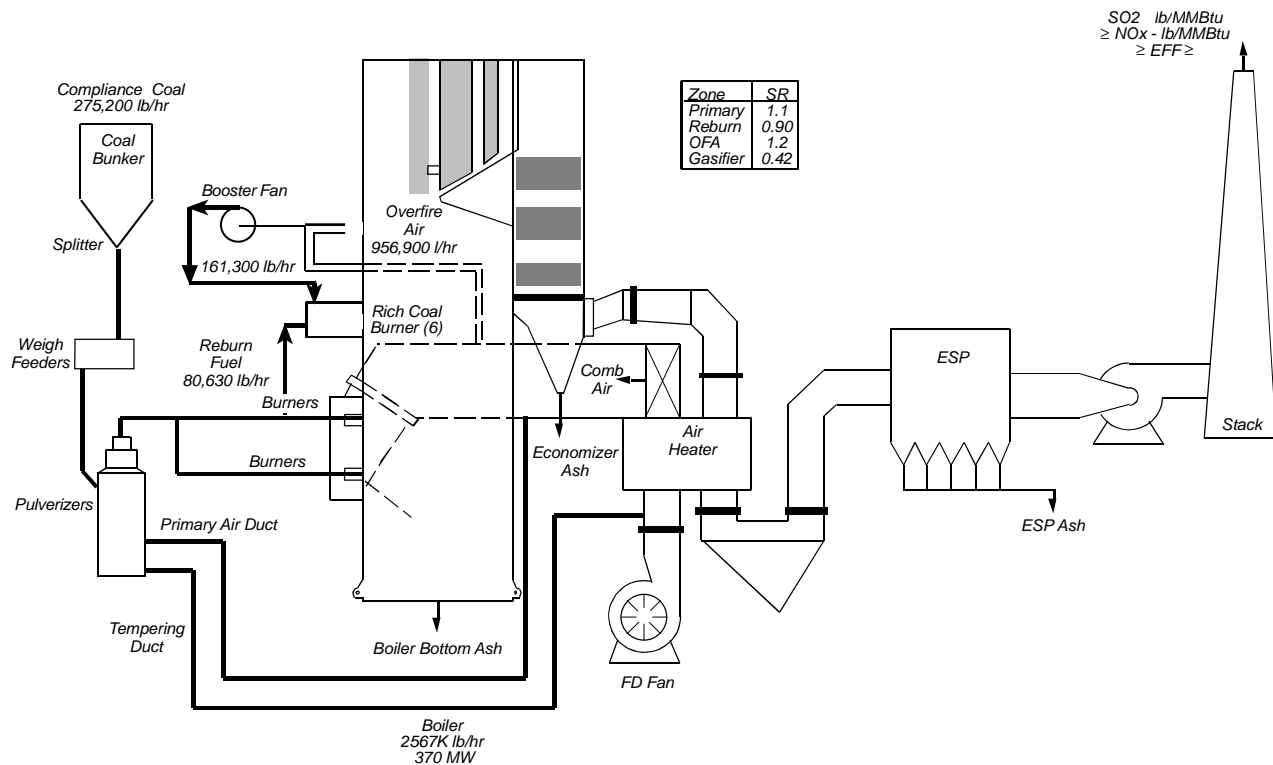 SO2 lb/MMBtu
≥ NOx - lb/MMBtu
≥ EFF ≥
Compliance Coal
275,200 lb/hr
Coal
Bunker
Zone SR
Primary 1.1
Reburn 0.90
OFA 1.2
Gasifier 0.42
Booster Fan
Splitter
Overfire
Air
956,900 l/hr
161,300 lb/hr
Rich Coal
Burner (6)
Weigh
Feeders
Reburn
Fuel
80,630 lb/hr
Comb
Air
ESP
Burners
Burners
Air
Heater
Economizer
Ash
Stack
Pulverizers
Primary Air Duct
ESP Ash
Tempering
Duct
Boiler Bottom Ash
FD Fan
Boiler
2567K lb/hr
370 MW